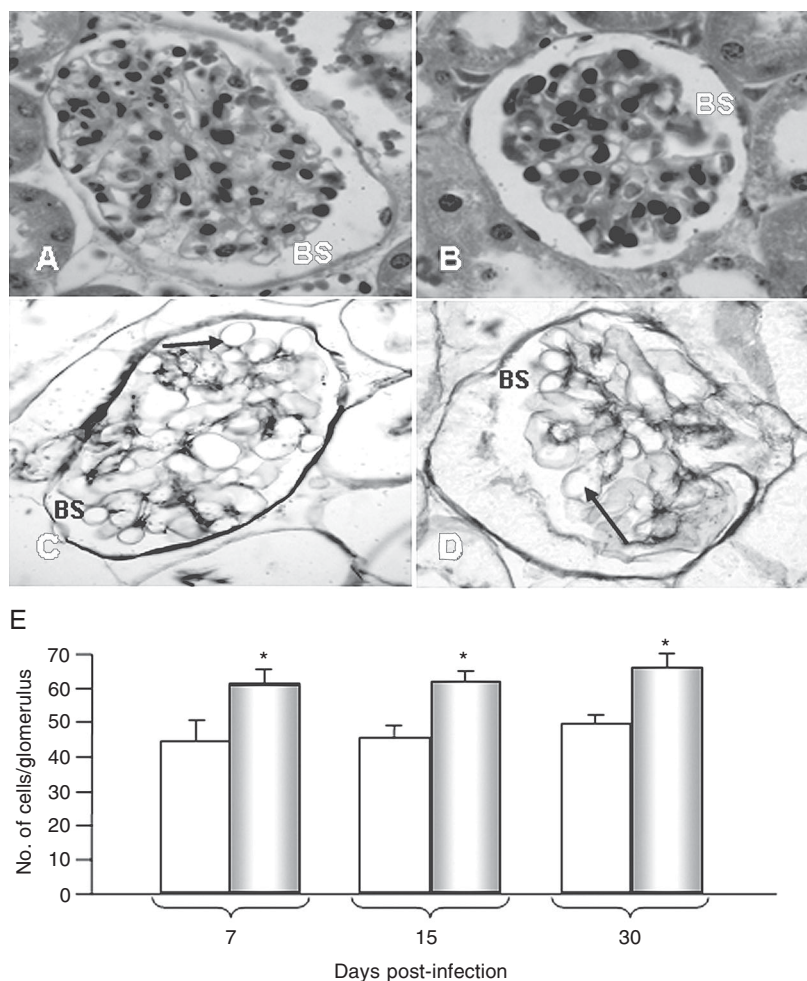 BS
A
BS
B
BS
C
BS
D
E
No. of cells/glomerulus
70
60
50
40
30
20
10
0
*
*
*
7
15
30
Days post-infection